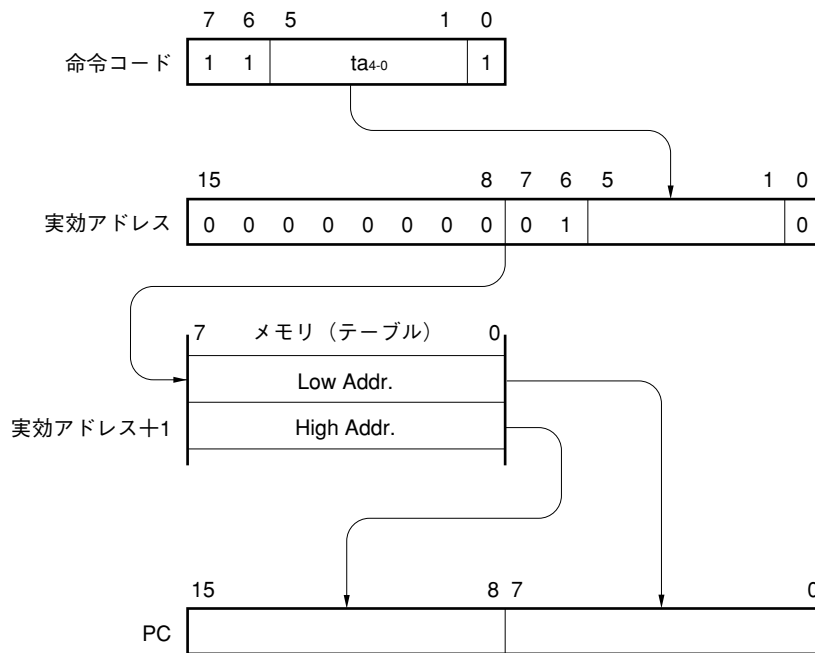 7 6 5 1 0
命令コード 1 1 ta4-0 1
15 8 7 6 5 1 0
実効アドレス 0 0 0 0 0 0 0 0 0 1 0
7 メモリ(テーブル) 0
Low Addr.
実効アドレス+1 High Addr.
15 8 7 0
PC